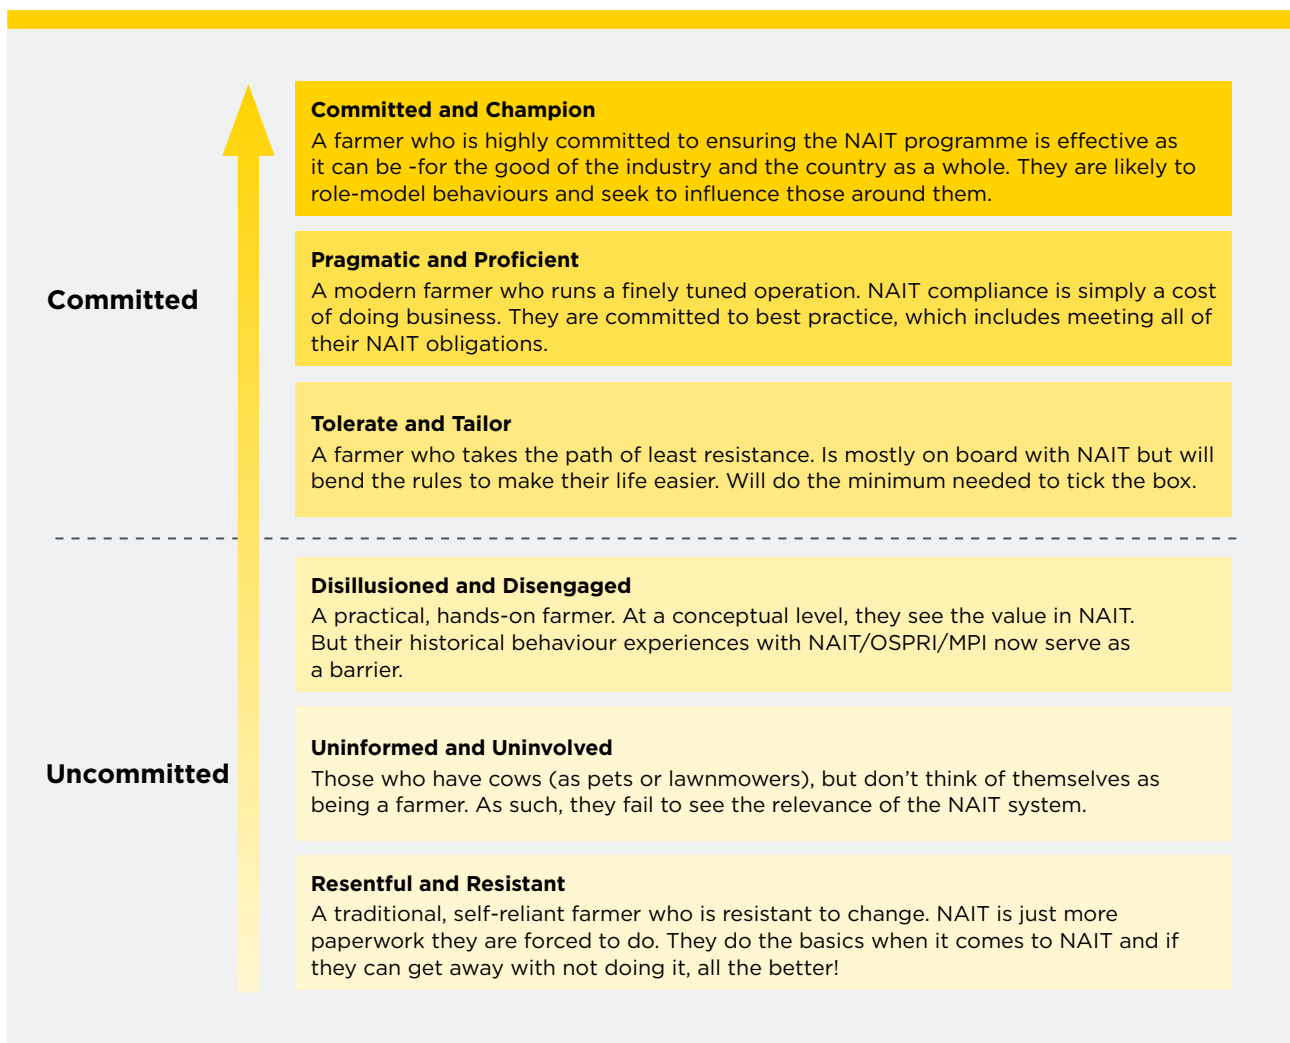 Committed and Champion
A farmer who is highly committed to ensuring the NAIT programme is effective as
it can be -for the good of the industry and the country as a whole. They are likely to
role-model behaviours and seek to influence those around them.
Committed
Pragmatic and Proficient
A modern farmer who runs a finely tuned operation. NAIT compliance is simply a cost
of doing business. They are committed to best practice, which includes meeting all of
their NAIT obligations.
Tolerate and Tailor
A farmer who takes the path of least resistance. Is mostly on board with NAIT but will
bend the rules to make their life easier. Will do the minimum needed to tick the box.
Disillusioned and Disengaged
A practical, hands-on farmer. At a conceptual level, they see the value in NAIT.
But their historical behaviour experiences with NAIT/OSPRI/MPI now serve as
a barrier.
Uncommitted
Uninformed and Uninvolved
Those who have cows (as pets or lawnmowers), but don’t think of themselves as
being a farmer. As such, they fail to see the relevance of the NAIT system.
Resentful and Resistant
A traditional, self-reliant farmer who is resistant to change. NAIT is just more
paperwork they are forced to do. They do the basics when it comes to NAIT and if
they can get away with not doing it, all the better!